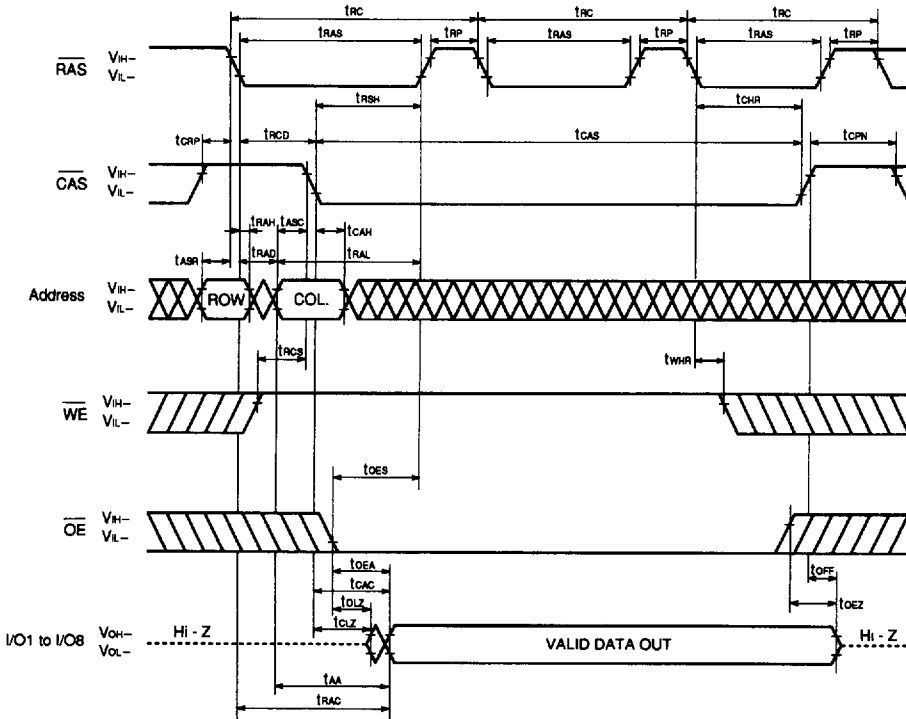 tRC tRC tRC
tRAS tRP tRAS tRP tRAS tRP
RAS VIH–
VIL–
tRSH tCHR
tCRP tRCD tCAS tCPN
CAS VIH–
VIL–
tRAH tASC tCAH
tASR tRAD tRAL
Address VIH–
VIL–
ROW COL.
tRCS tWHR
WE VIH–
VIL–
tOES
OE VIH–
VIL–
tOEA tOFF
tCAC
tOLZ tOEZ
tCLZ
I/O1 to I/O8 VOH–
VOL–
Hi - Z VALID DATA OUT Hi - Z
tAA
tRAC